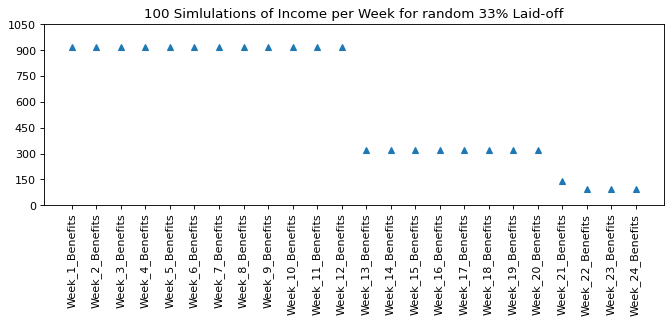 100 Simlulations of Income per Week for random 33% Laid-off
1050
900
750
600
450
300
150
0
Week_1_Benefits
Week_2_Benefits
Week_3_Benefits
Week_4_Benefits
Week_5_Benefits
Week_6_Benefits
Week_7_Benefits
Week_8_Benefits
Week_9_Benefits
Week_10_Benefits
Week_11_Benefits
Week_12_Benefits
Week_13_Benefits
Week_14_Benefits
Week_15_Benefits
Week_16_Benefits
Week_17_Benefits
Week_18_Benefits
Week_19_Benefits
Week_20_Benefits
Week_21_Benefits
Week_22_Benefits
Week_23_Benefits
Week_24_Benefits